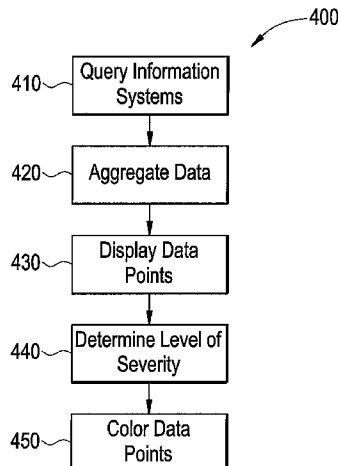 400
410
Query Information
Systems
420
Aggregate Data
430
Display Data
Points
440
Determine Level of
Severity
450
Color Data
Points